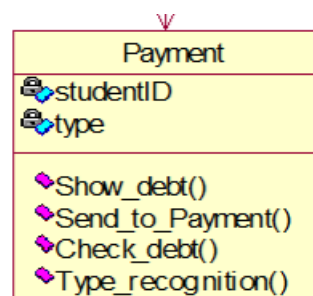 Payment
studentID
type
Show_debt()
Send_to_Payment()
Check_debt()
Type_recognition()